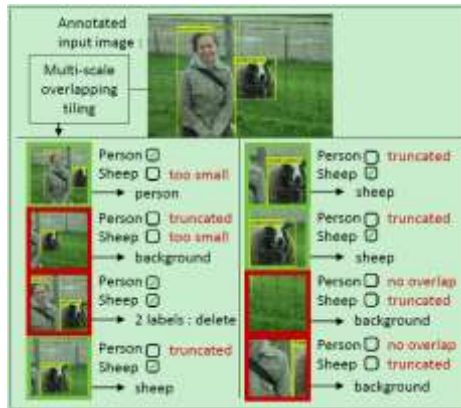 Annotated
input image :
Multi-scale
overlapping
tiling
Person ☑
Sheep ☐ too small
person
Person ☐ truncated
Sheep ☐ too small
background
Person ☑
Sheep ☑
2 labels : delete
Person ☐ truncated
sheep
Person ☐ truncated
Sheep ☑
sheep
Person ☐ truncated
Sheep ☑
sheep
Person ☐ no overlap
Sheep ☐ truncated
background
Person ☐ no overlap
Sheep ☐ truncated
background